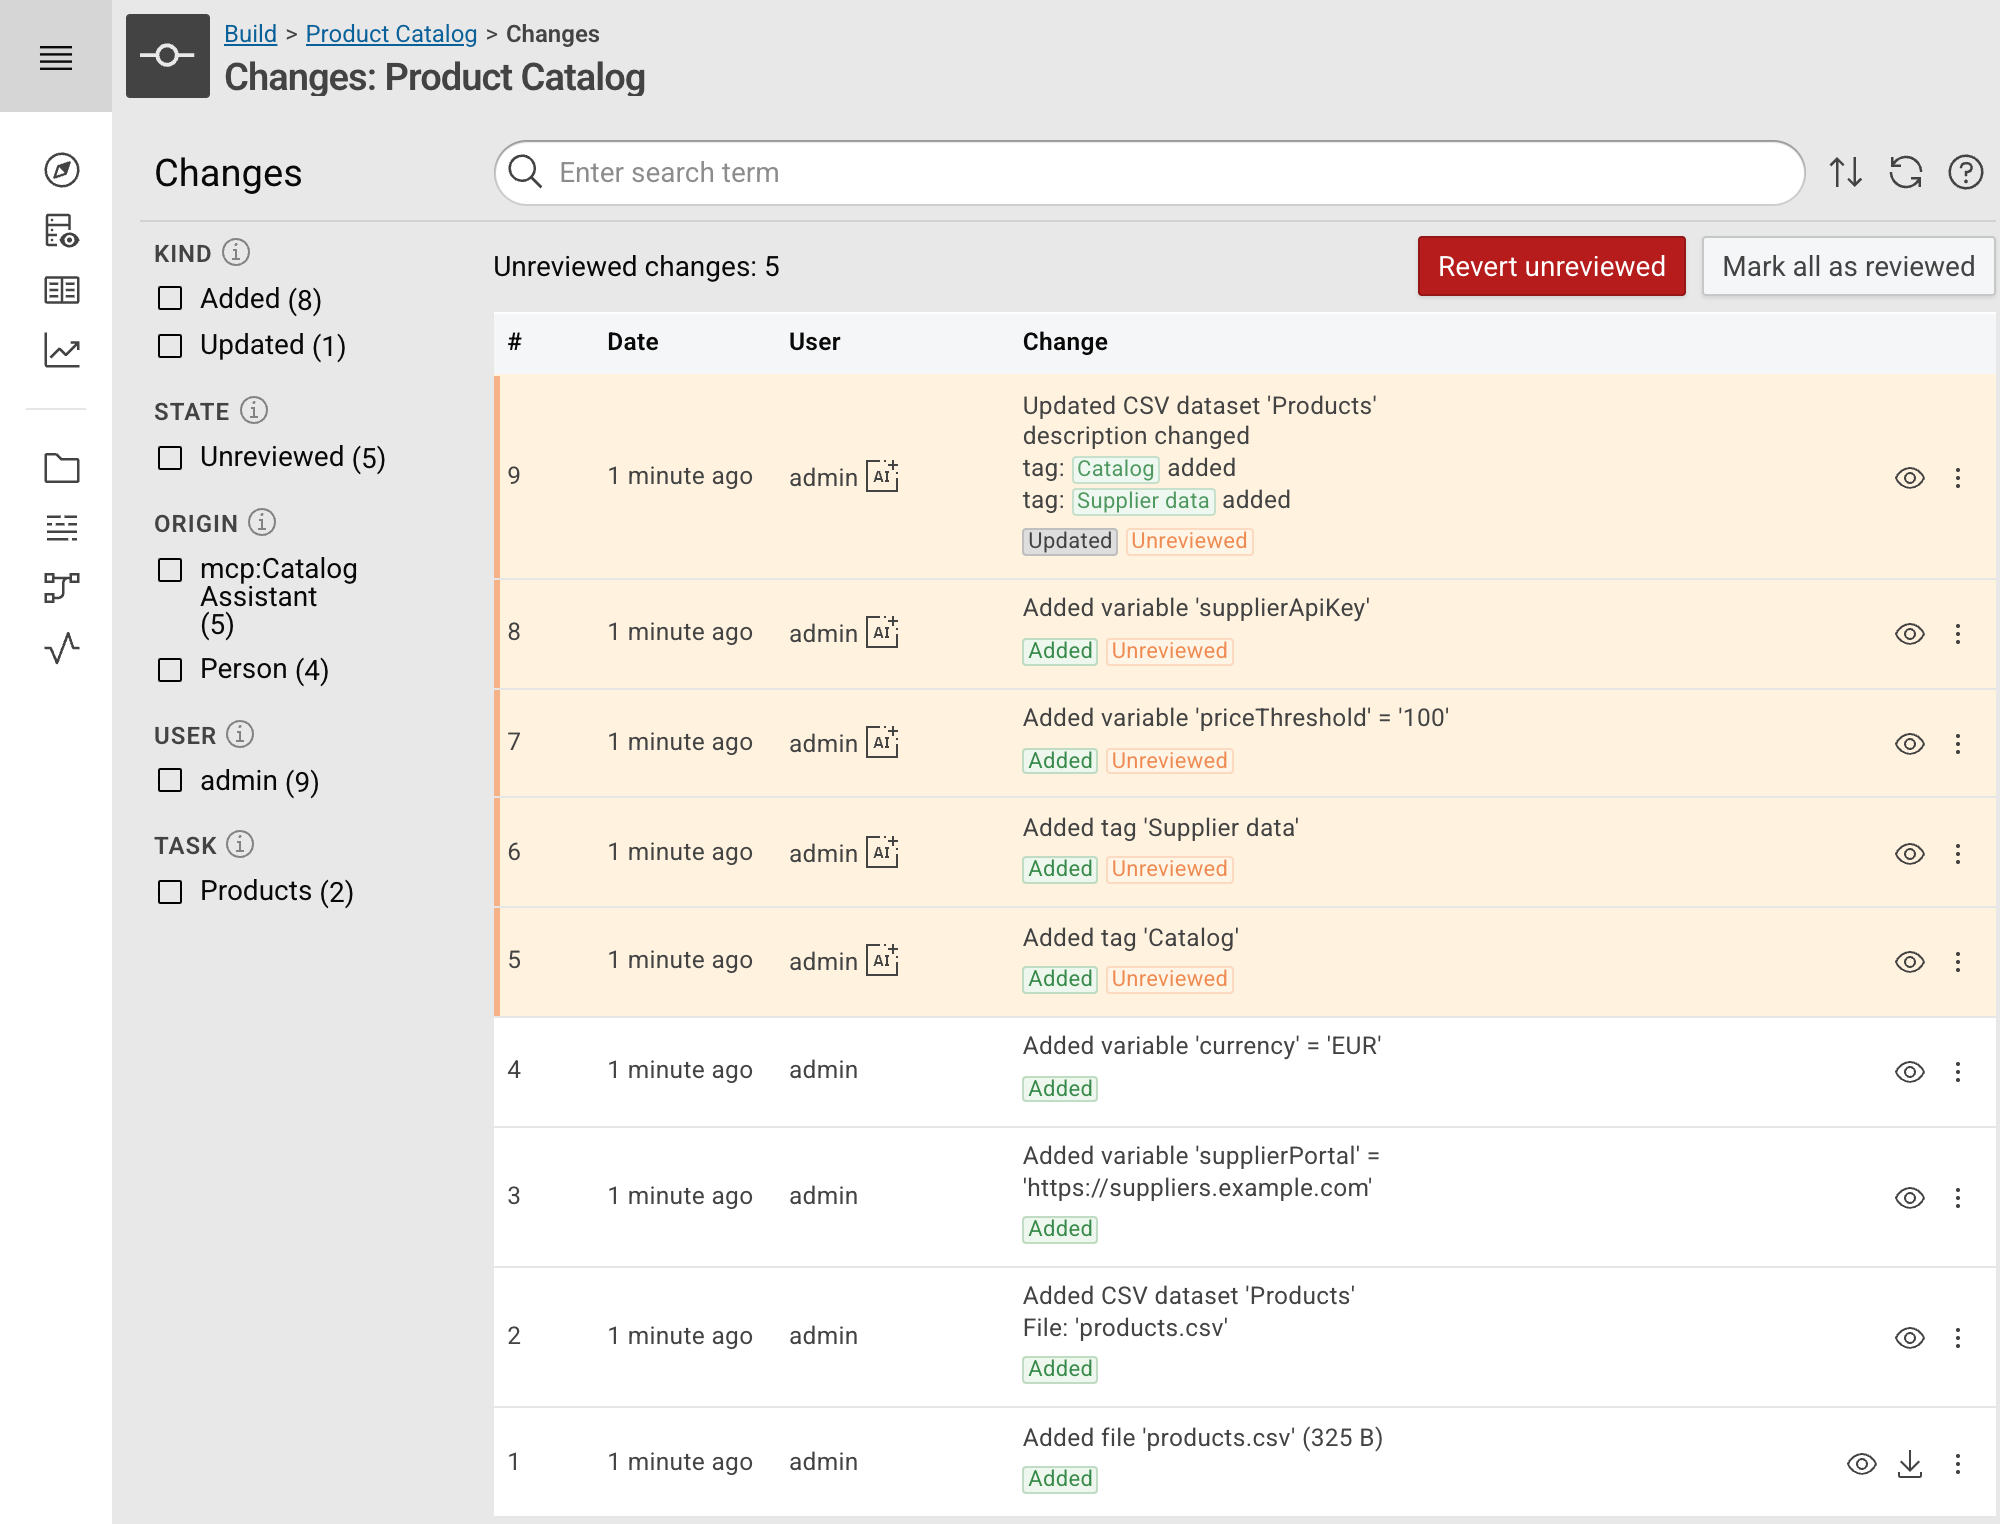 Build > Product Catalog > Changes
Changes: Product Catalog
Changes
Enter search term
KIND
Added (8)
Updated (1)
STATE
Unreviewed (5)
ORIGIN
mcp:Catalog
Assistant
(5)
Person (4)
USER
admin (9)
TASK
Products (2)
Unreviewed changes: 5
Revert unreviewed
Mark all as reviewed
# Date User Change
9 1 minute ago admin AI
Updated CSV dataset 'Products'
description changed
tag: Catalog added
tag: Supplier data added
Updated Unreviewed
8 1 minute ago admin AI
Added variable 'supplierApiKey'
Added Unreviewed
7 1 minute ago admin AI
Added variable 'priceThreshold' = '100'
Added Unreviewed
6 1 minute ago admin AI
Added tag 'Supplier data'
Added Unreviewed
5 1 minute ago admin AI
Added tag 'Catalog'
Added Unreviewed
4 1 minute ago admin
Added variable 'currency' = 'EUR'
Added
3 1 minute ago admin
Added variable 'supplierPortal' =
'https://suppliers.example.com'
Added
2 1 minute ago admin
Added CSV dataset 'Products'
File: 'products.csv'
Added
1 1 minute ago admin
Added file 'products.csv' (325 B)
Added